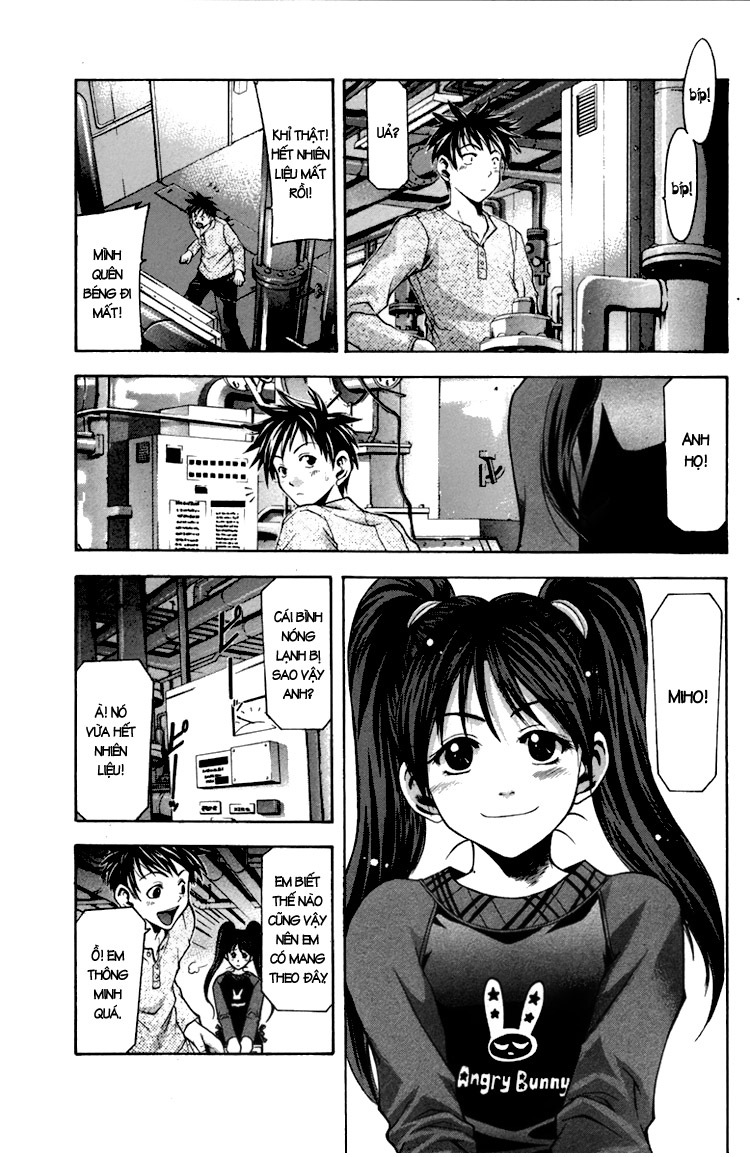 bíp!
bíp!
UẢ?
KHỈ THẬT!
HẾT NHIÊN
LIỆU MẤT
RỒI!
MÌNH
QUÊN
BÉNG ĐI
MẤT!
ANH
HỌ!
MIHO!
CÁI BÌNH
NÓNG
LẠNH BỊ
SAO VẬY
ANH?
À! NÓ
VỪA HẾT
NHIÊN
LIỆU!
EM BIẾT
THẾ NÀO
CŨNG VẬY
NÊN EM
CÓ MANG
THEO ĐÂY.
Ồ! EM
THÔNG
MINH
QUÁ.
Angry Bunny